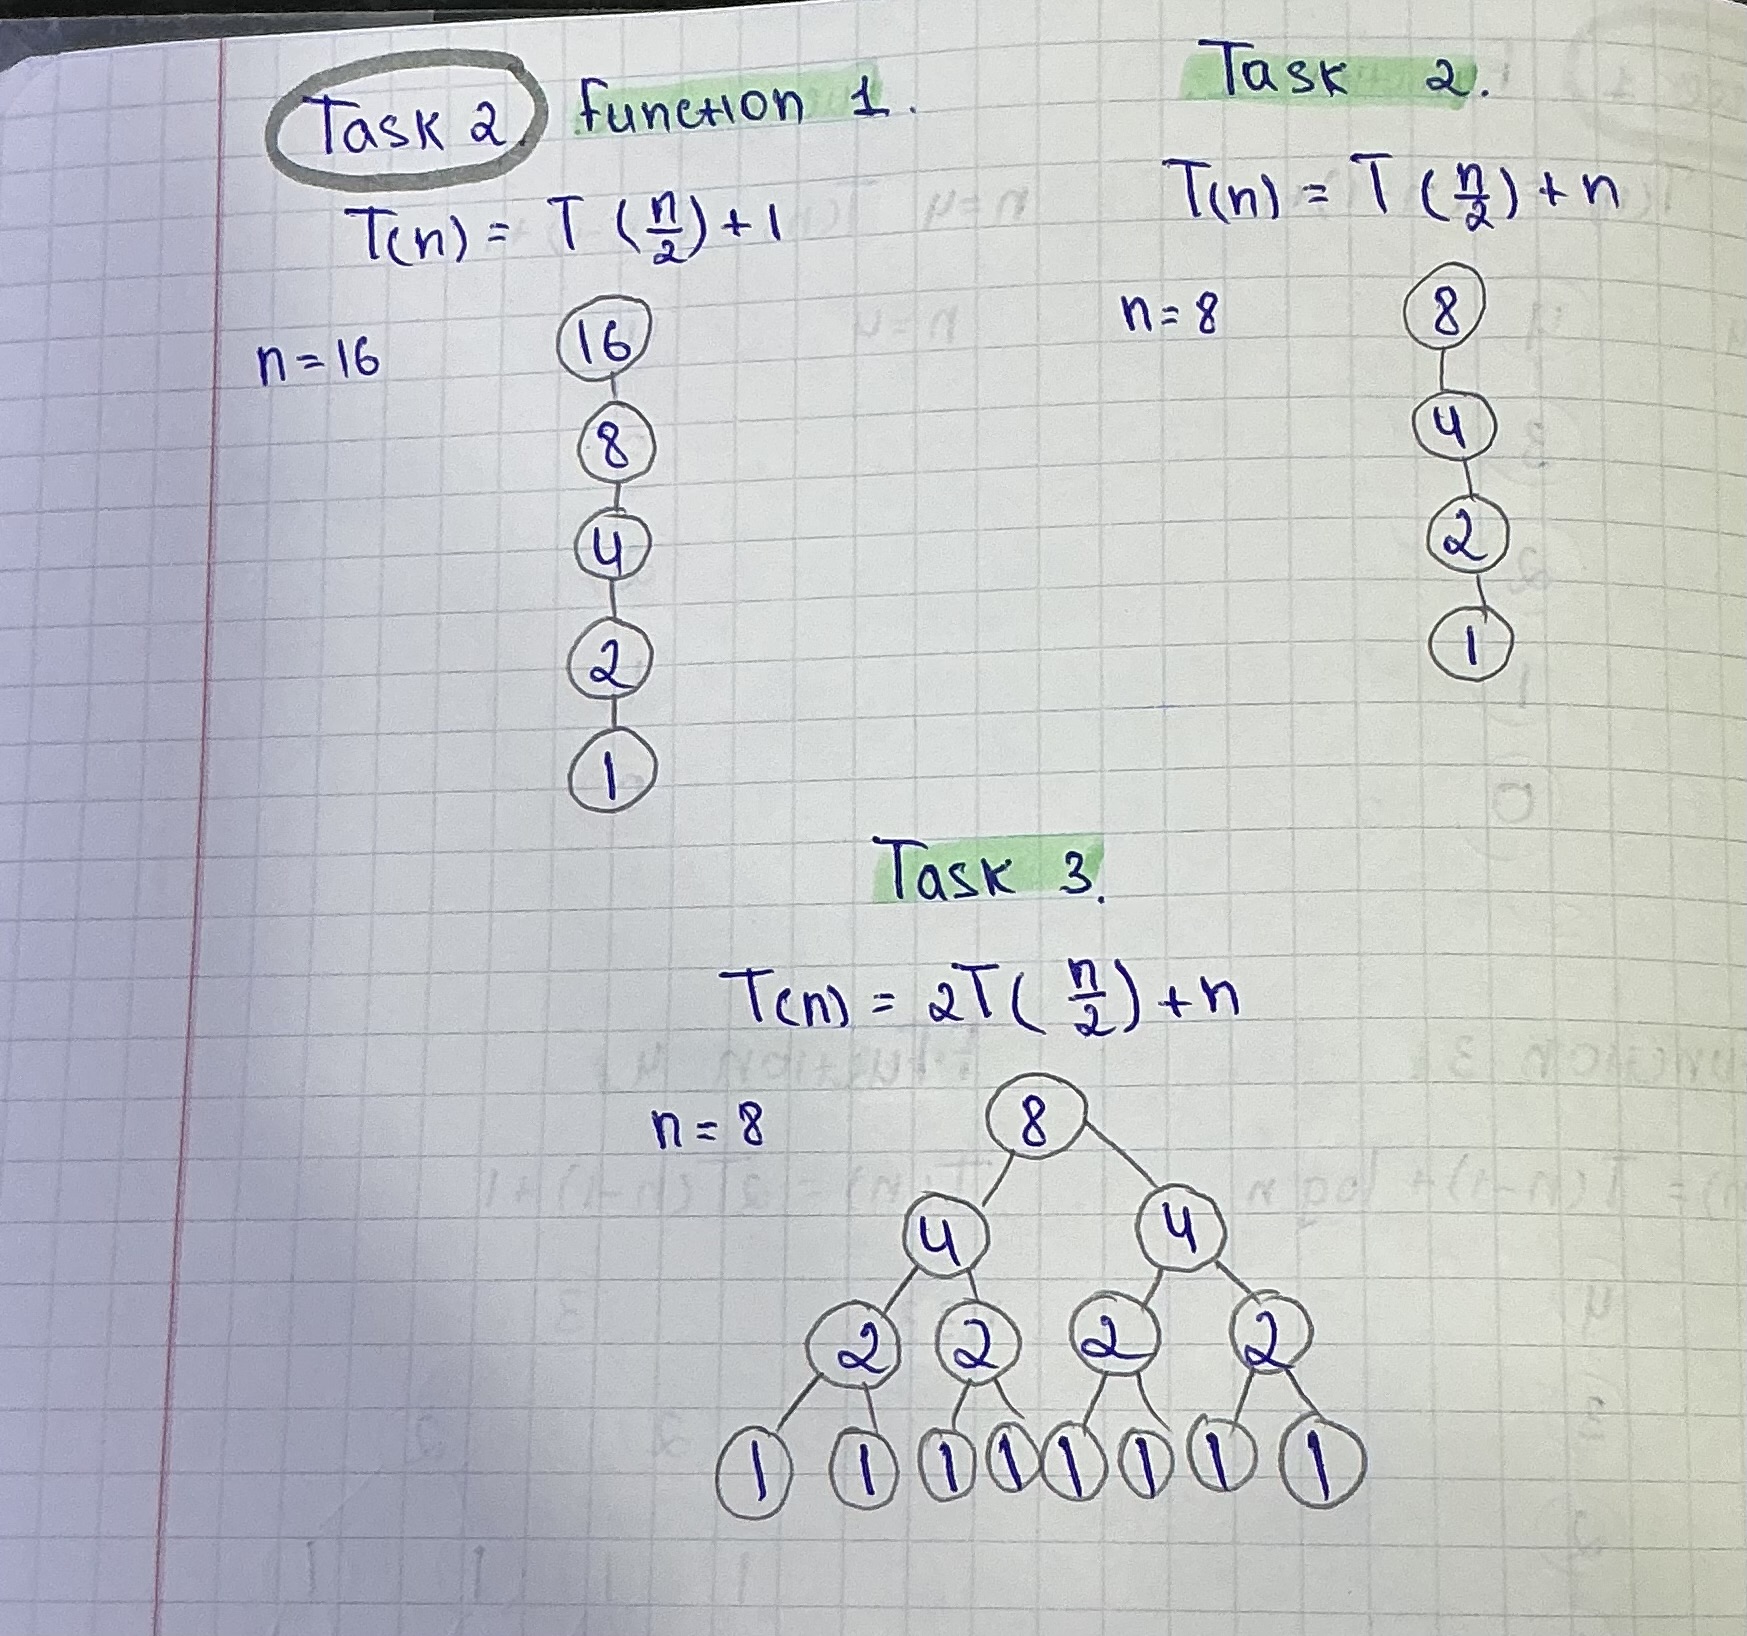 Task 2. function 1.
T(n) = T (n/2) + 1
n = 16
16
8
4
2
1
Task 2.
T(n) = T (n/2) + n
n = 8
8
4
2
1
Task 3.
T(n) = 2T (n/2) + n
n = 8
8
4 4
2 2 2 2
1 1 1 1 1 1 1 1